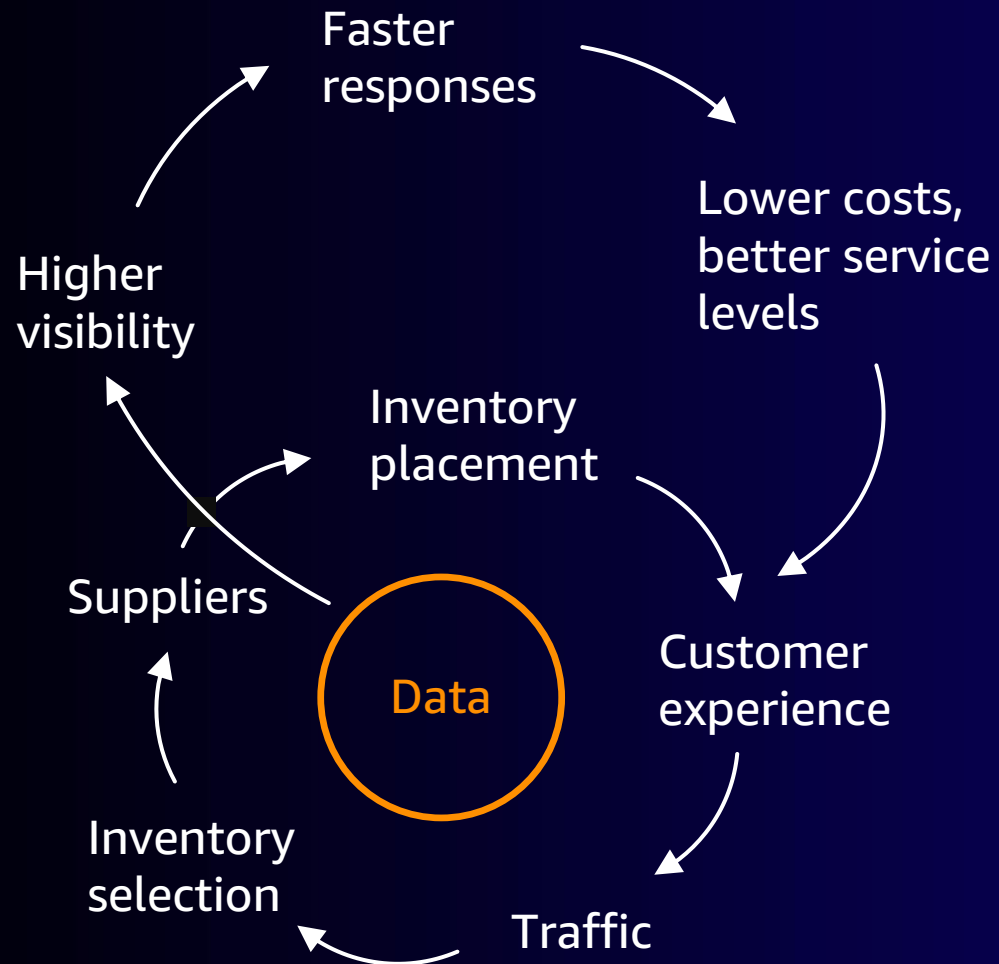 Faster
responses
Lower costs,
better service
levels
Higher
visibility
Inventory
placement
Suppliers
Customer
experience
Data
Inventory
selection
Traffic